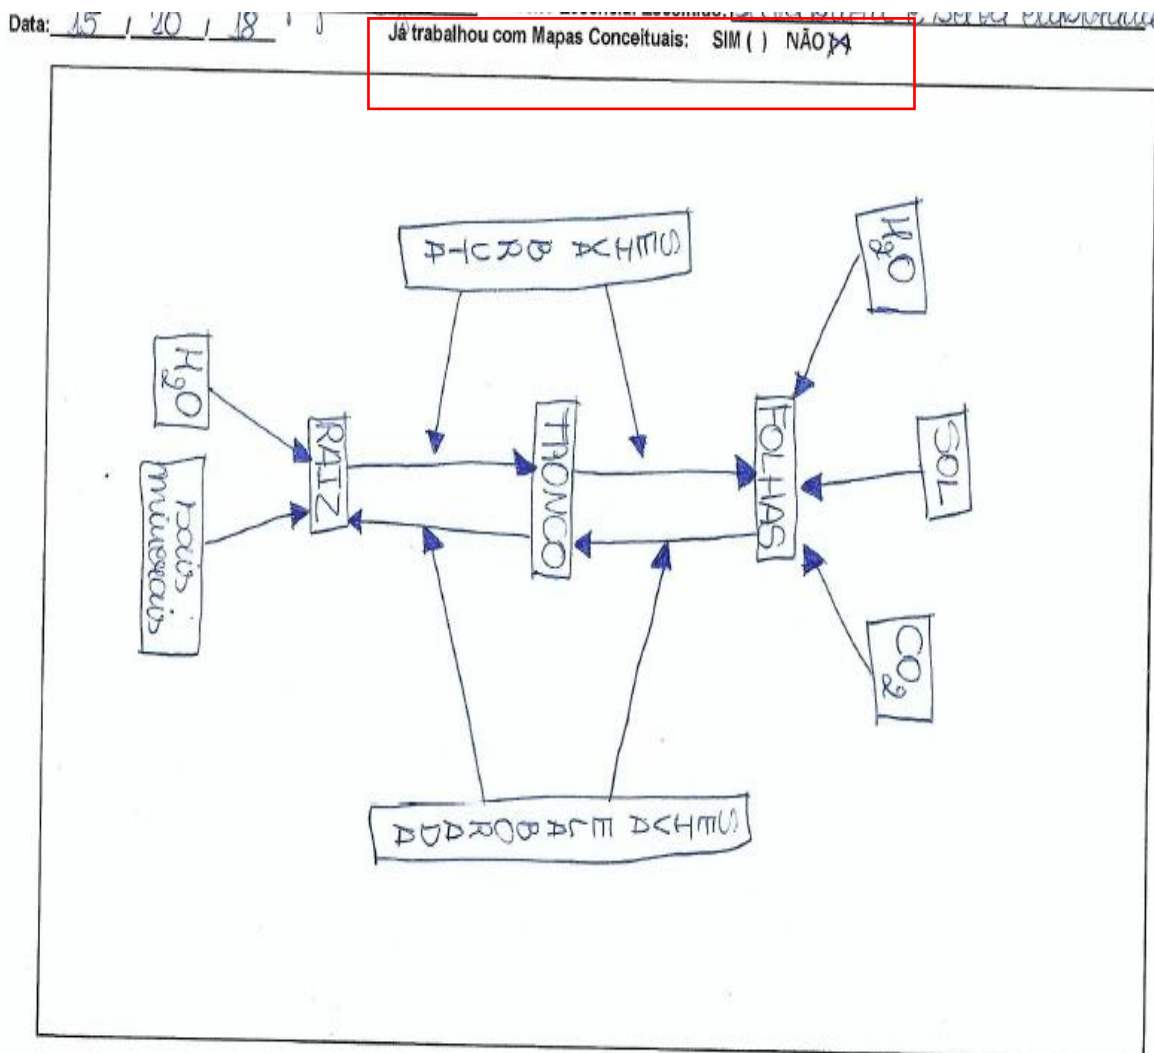 Data: 15 / 10 / 18
Já trabalhou com Mapas Conceituais: SIM ( ) NÃO (X)
SEIVA BRUTA
H2O
H2O
RAIZ
TRONCO
FOLHAS
SOL
sais
minerais
CO2
SEIVA ELABORADA